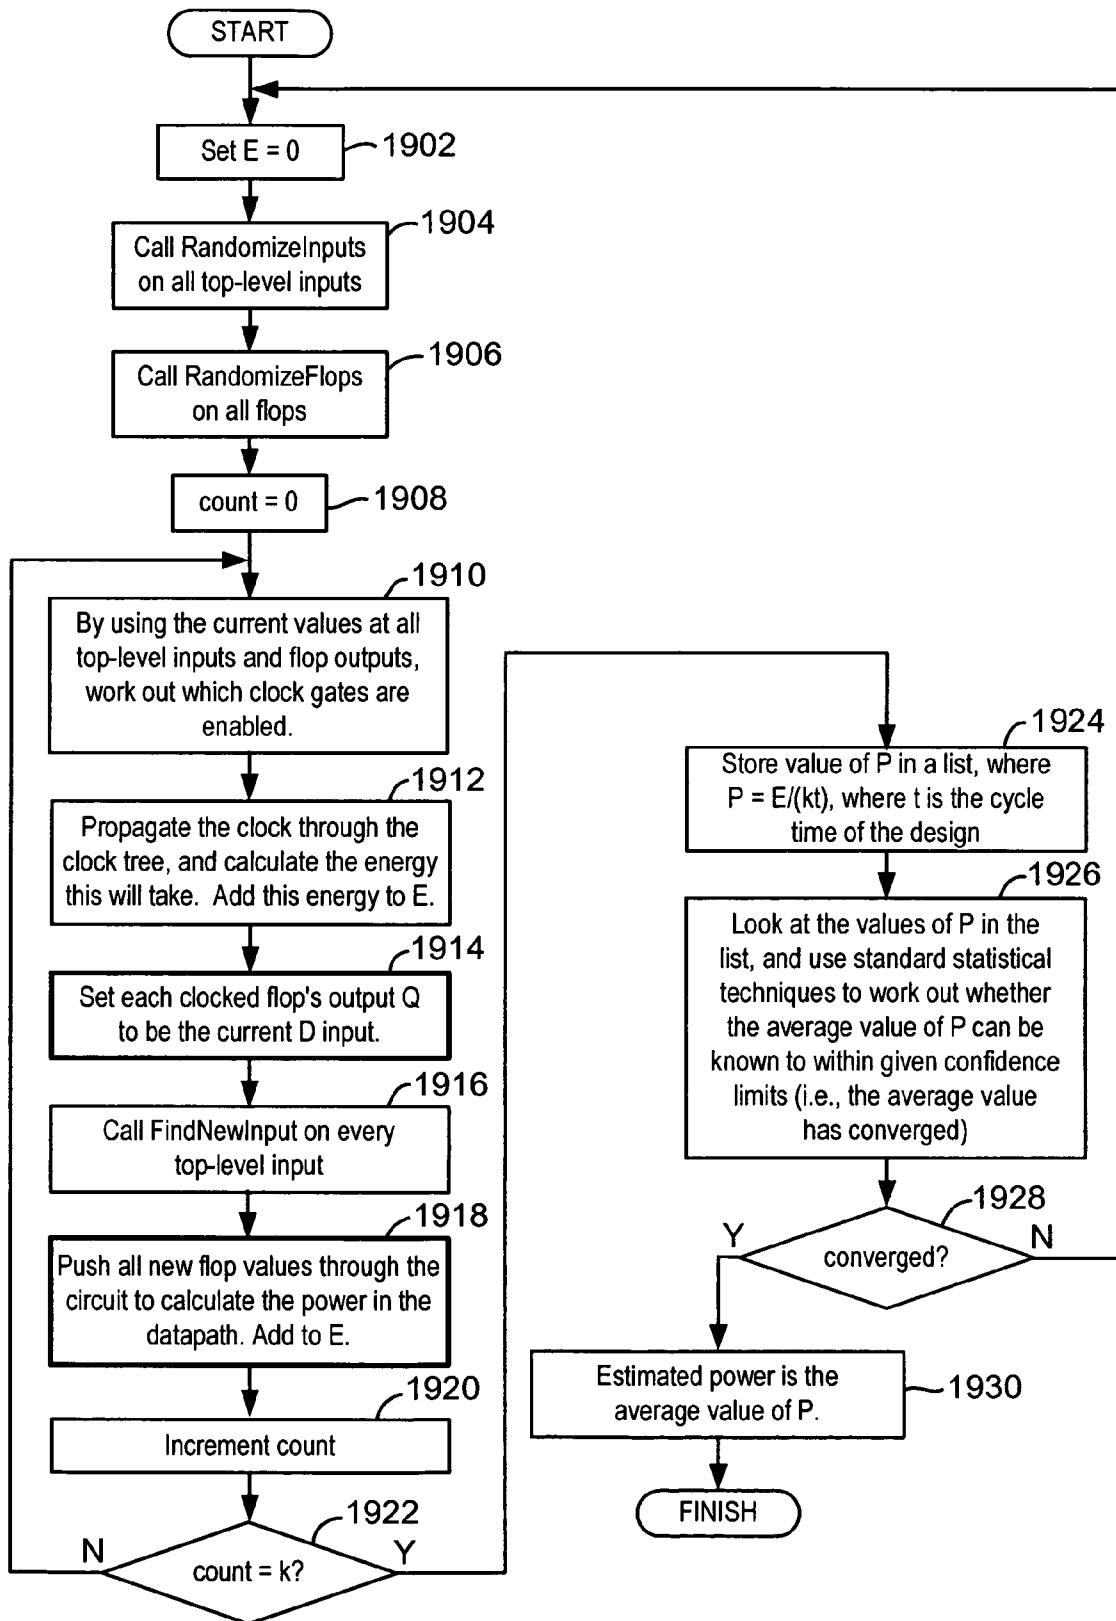 START
Set E = 0
1902
Call RandomizeInputs
on all top-level inputs
1904
Call RandomizeFlops
on all flops
1906
count = 0
1908
By using the current values at all
top-level inputs and flop outputs,
work out which clock gates are
enabled.
1910
Propagate the clock through the
clock tree, and calculate the energy
this will take. Add this energy to E.
1912
Set each clocked flop's output Q
to be the current D input.
1914
Call FindNewInput on every
top-level input
1916
Push all new flop values through the
circuit to calculate the power in the
datapath. Add to E.
1918
Increment count
1920
count = k?
1922
N
Y
Store value of P in a list, where
P = E/(kt), where t is the cycle
time of the design
1924
Look at the values of P in the
list, and use standard statistical
techniques to work out whether
the average value of P can be
known to within given confidence
limits (i.e., the average value
has converged)
1926
converged?
1928
Y
N
Estimated power is the
average value of P.
1930
FINISH